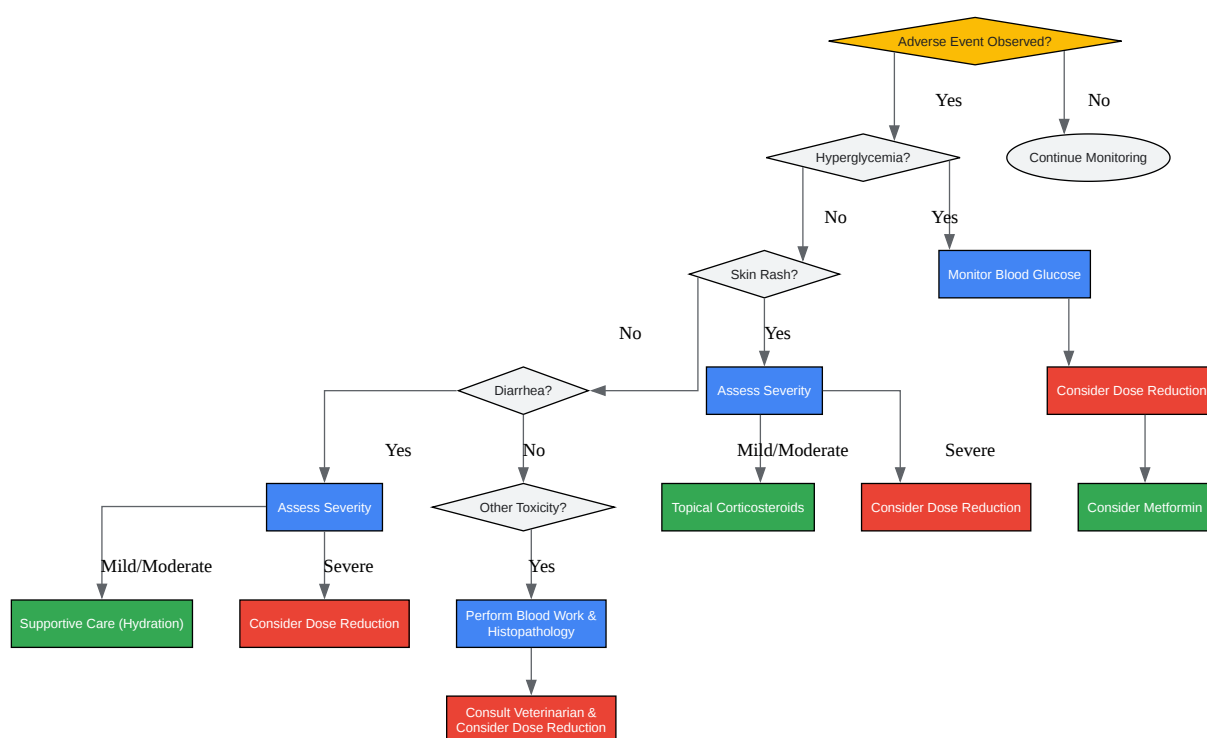 Adverse Event Observed?
Yes
No
Hyperglycemia?
Continue Monitoring
No
Yes
Skin Rash?
Monitor Blood Glucose
No
Yes
Diarrhea?
Assess Severity
Consider Dose Reduction
Yes
No
Mild/Moderate
Severe
Assess Severity
Other Toxicity?
Topical Corticosteroids
Consider Dose Reduction
Consider Metformin
Mild/Moderate
Severe
Yes
Supportive Care (Hydration)
Consider Dose Reduction
Perform Blood Work &
Histopathology
Consult Veterinarian &
Consider Dose Reduction